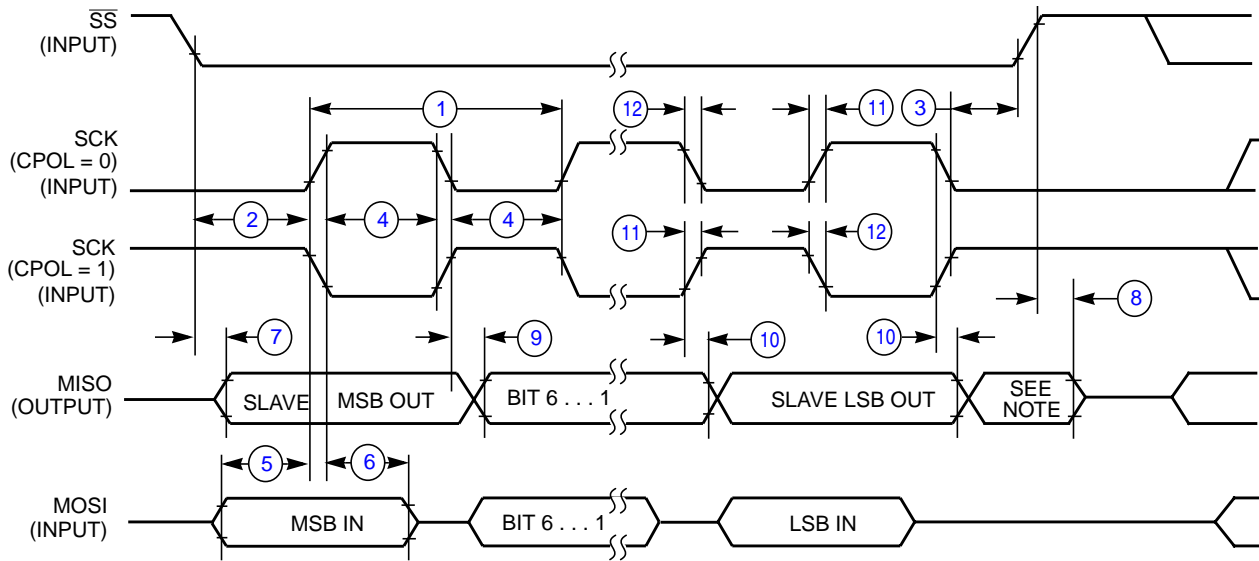 SS
(INPUT)
1
12
11
3
SCK
(CPOL = 0)
(INPUT)
2
4
4
SCK
(CPOL = 1)
(INPUT)
11
12
7
9
10
10
8
MISO
(OUTPUT)
SLAVE
MSB OUT
BIT 6 . . . 1
SLAVE LSB OUT
SEE
NOTE
5
6
MOSI
(INPUT)
MSB IN
BIT 6 . . . 1
LSB IN